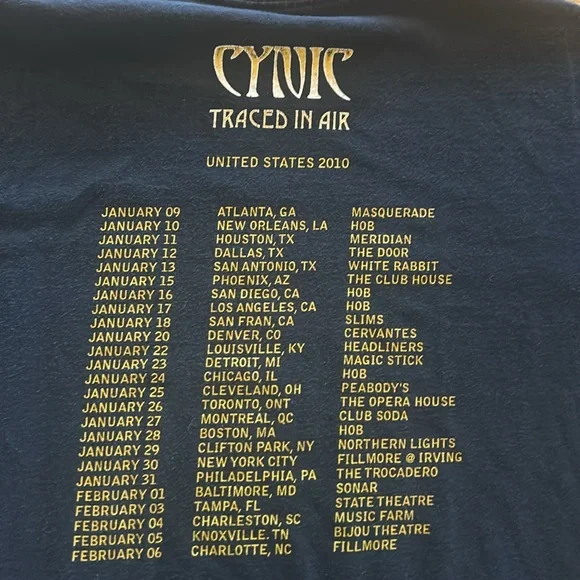 CYNIC
TRACED IN AIR
UNITED STATES 2010
JANUARY 09 ATLANTA, GA MASQUERADE
JANUARY 10 NEW ORLEANS, LA HOB
JANUARY 11 HOUSTON, TX MERIDIAN
JANUARY 12 DALLAS, TX THE DOOR
JANUARY 13 SAN ANTONIO, TX WHITE RABBIT
JANUARY 15 PHOENIX, AZ THE CLUB HOUSE
JANUARY 16 SAN DIEGO, CA HOB
JANUARY 17 LOS ANGELES, CA HOB
JANUARY 18 SAN FRAN, CA SLIMS
JANUARY 20 DENVER, CO CERVANTES
JANUARY 22 LOUISVILLE, KY HEADLINERS
JANUARY 23 DETROIT, MI MAGIC STICK
JANUARY 24 CHICAGO, IL HOB
JANUARY 25 CLEVELAND, OH PEABODY'S
JANUARY 26 TORONTO, ONT THE OPERA HOUSE
JANUARY 27 MONTREAL, QC CLUB SODA
JANUARY 28 BOSTON, MA HOB
JANUARY 29 CLIFTON PARK, NY NORTHERN LIGHTS
JANUARY 30 NEW YORK CITY FILLMORE @ IRVING
JANUARY 31 PHILADELPHIA, PA THE TROCADERO
FEBRUARY 01 BALTIMORE, MD SONAR
FEBRUARY 03 TAMPA, FL STATE THEATRE
FEBRUARY 04 CHARLESTON, SC MUSIC FARM
FEBRUARY 05 KNOXVILLE. TN BIJOU THEATRE
FEBRUARY 06 CHARLOTTE, NC FILLMORE